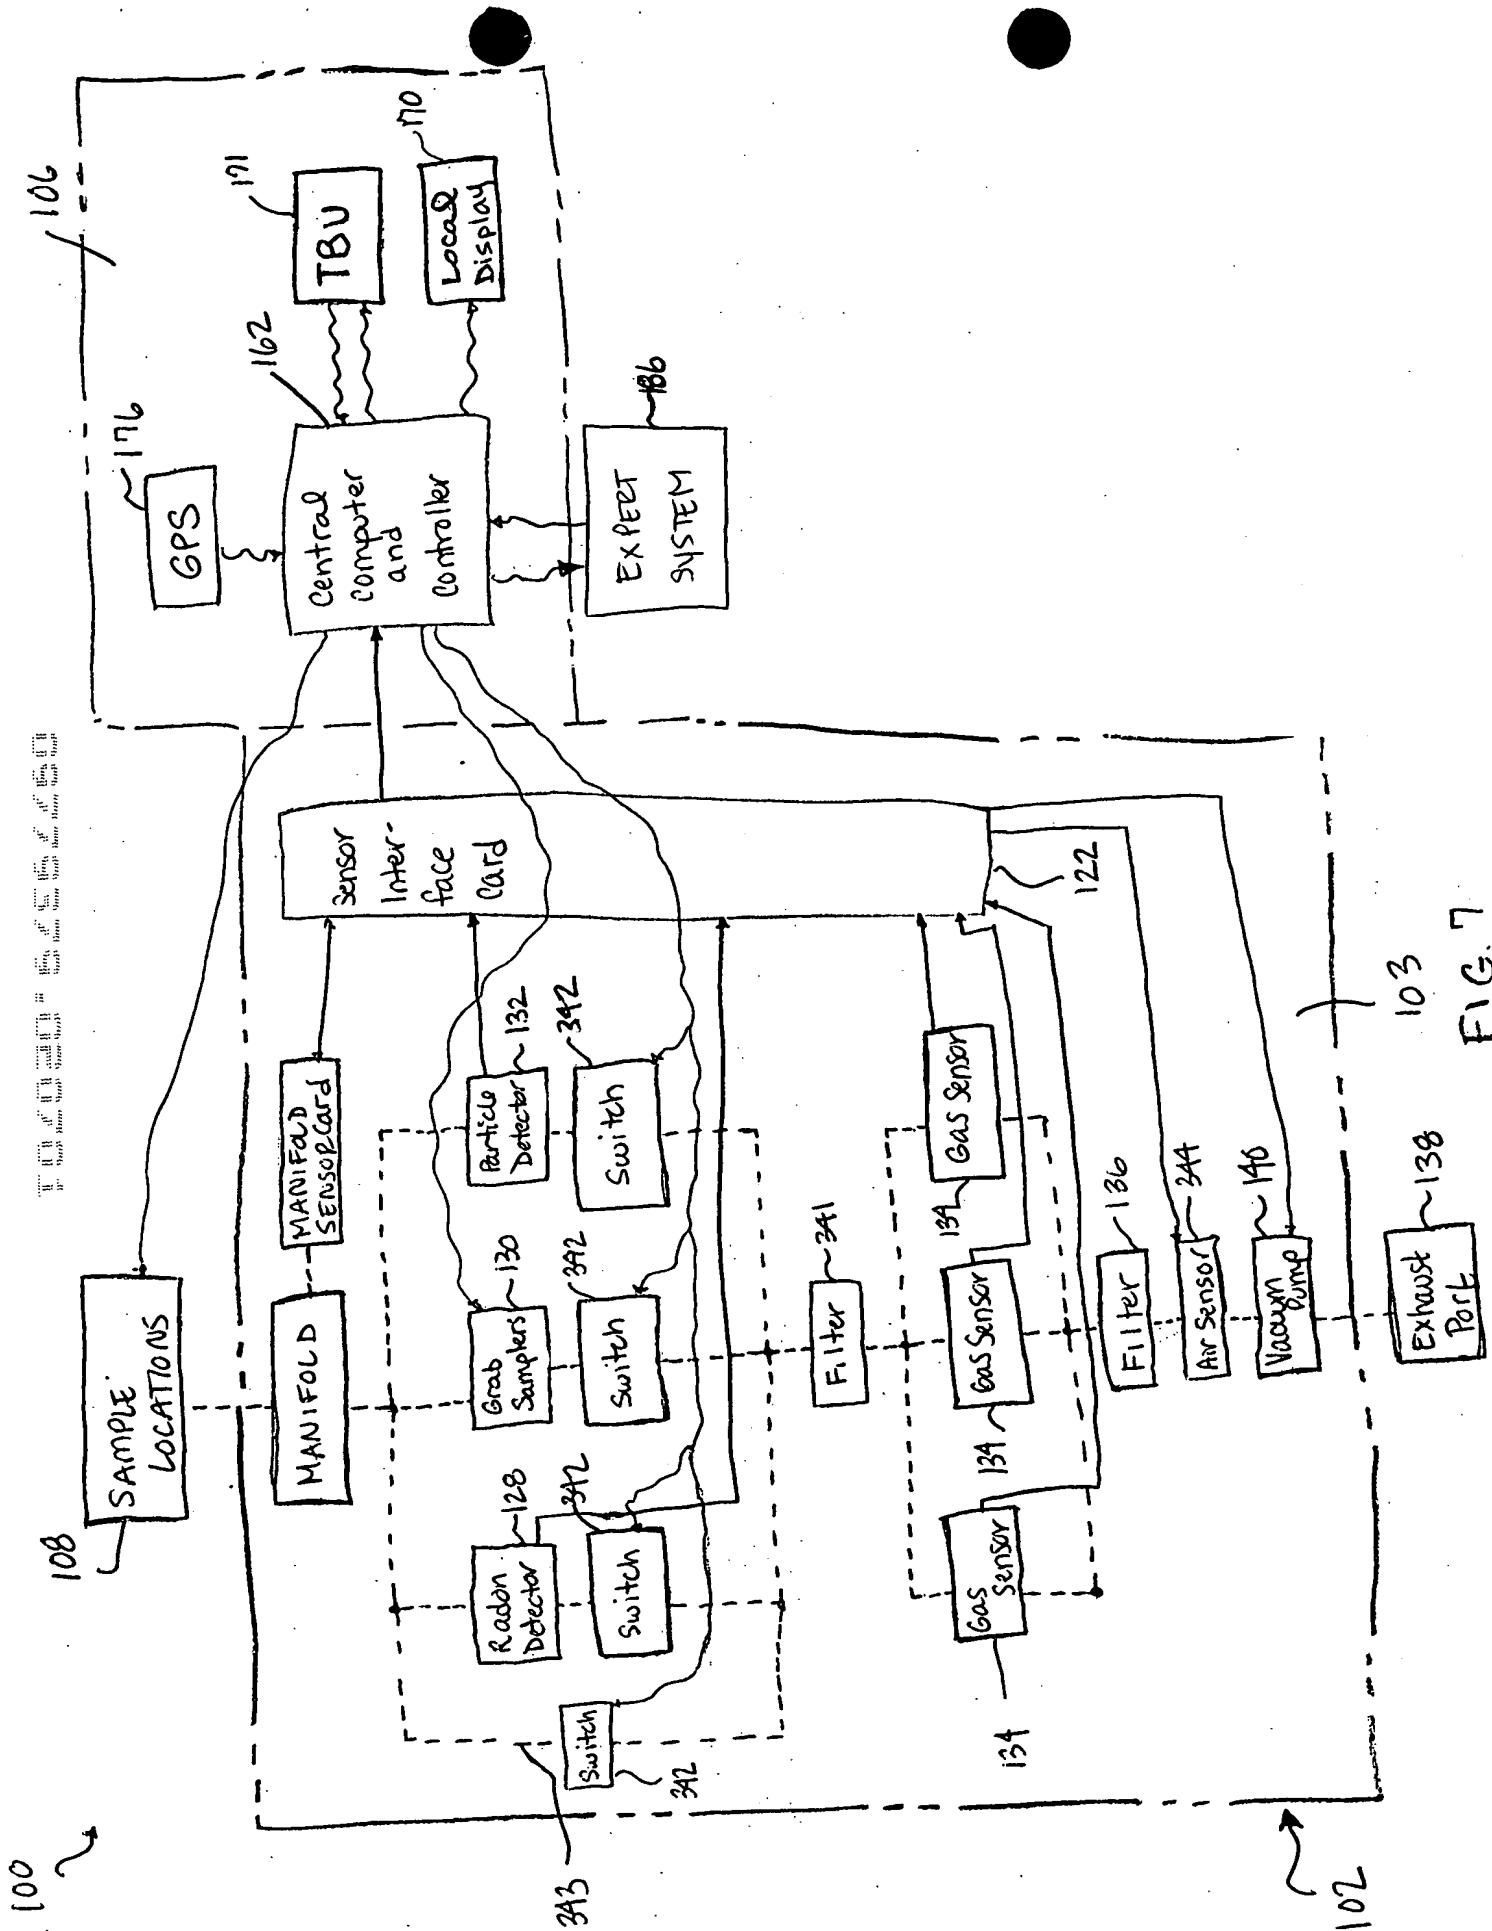 100
108
SAMPLE
LOCATIONS
09779379.020701
106
176
GPS
171
TBU
162
Central
computer
and
controller
170
Local
Display
186
EXPERT
SYSTEM
MANIFOLD
MANIFOLD
SENSOR Card
Sensor
Inter-
face
Card
122
Radon
Detector
128
Grab
Samplers
130
Particle
Detector
132
Switch
342
Switch
342
Switch
342
Switch
342
343
Filter
341
Gas
Sensor
134
Gas Sensor
134
Gas Sensor
134
Filter
136
Air Sensor
344
Vacuum
Pump
140
Exhaust
Port
138
102
103
FIG. 7